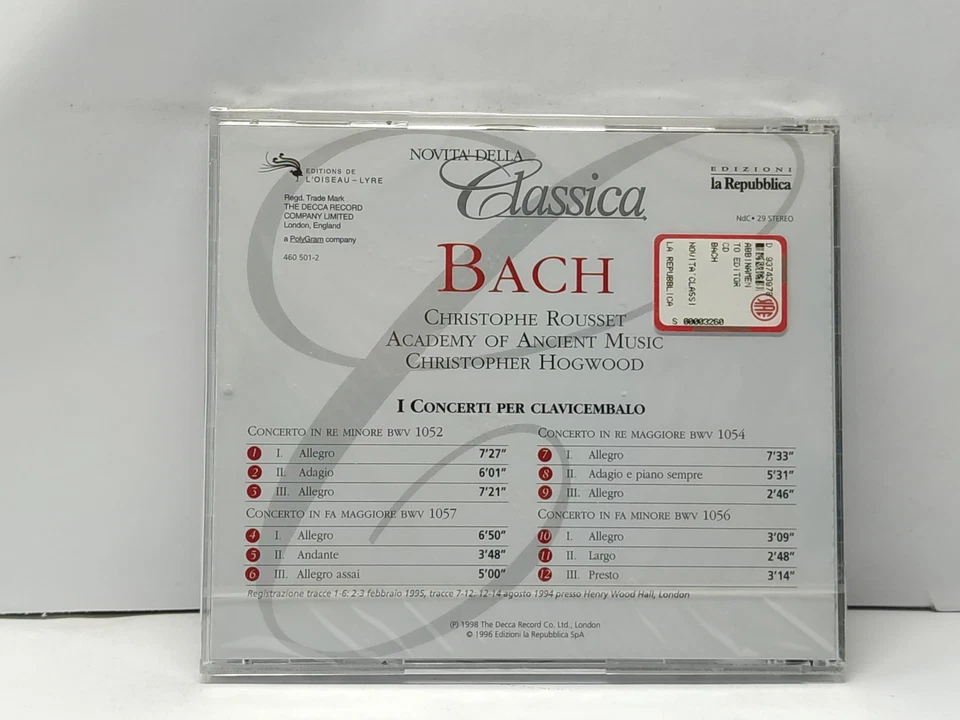 EDITIONS DE
L'OISEAU-LYRE
Regd. Trade Mark
THE DECCA RECORD
COMPANY LIMITED
London, England
a PolyGram company
460 501-2
NOVITA' DELLA
Classica
EDIZIONI
la Repubblica
NdC • 29 STEREO
BACH
CHRISTOPHE ROUSSET
ACADEMY OF ANCIENT MUSIC
CHRISTOPHER HOGWOOD
D 9374397
ABBINAMEN
TO EDITOR
CD
BACH
NOVITA'CLASSI
LA REPUBBLICA
S 00003260
I CONCERTI PER CLAVICEMBALO
CONCERTO IN RE MINORE BWV 1052
1 I. Allegro 7'27"
2 II. Adagio 6'01"
3 III. Allegro 7'21"
CONCERTO IN FA MAGGIORE BWV 1057
4 I. Allegro 6'50"
5 II. Andante 3'48"
6 III. Allegro assai 5'00"
CONCERTO IN RE MAGGIORE BWV 1054
7 I. Allegro 7'33"
8 II. Adagio e piano sempre 5'31"
9 III. Allegro 2'46"
CONCERTO IN FA MINORE BWV 1056
10 I. Allegro 3'09"
11 II. Largo 2'48"
12 III. Presto 3'14"
Registrazione tracce 1-6: 2-3 febbraio 1995, tracce 7-12: 12-14 agosto 1994 presso Henry Wood Hall, London
(P) 1998 The Decca Record Co. Ltd., London
© 1996 Edizioni la Repubblica SpA